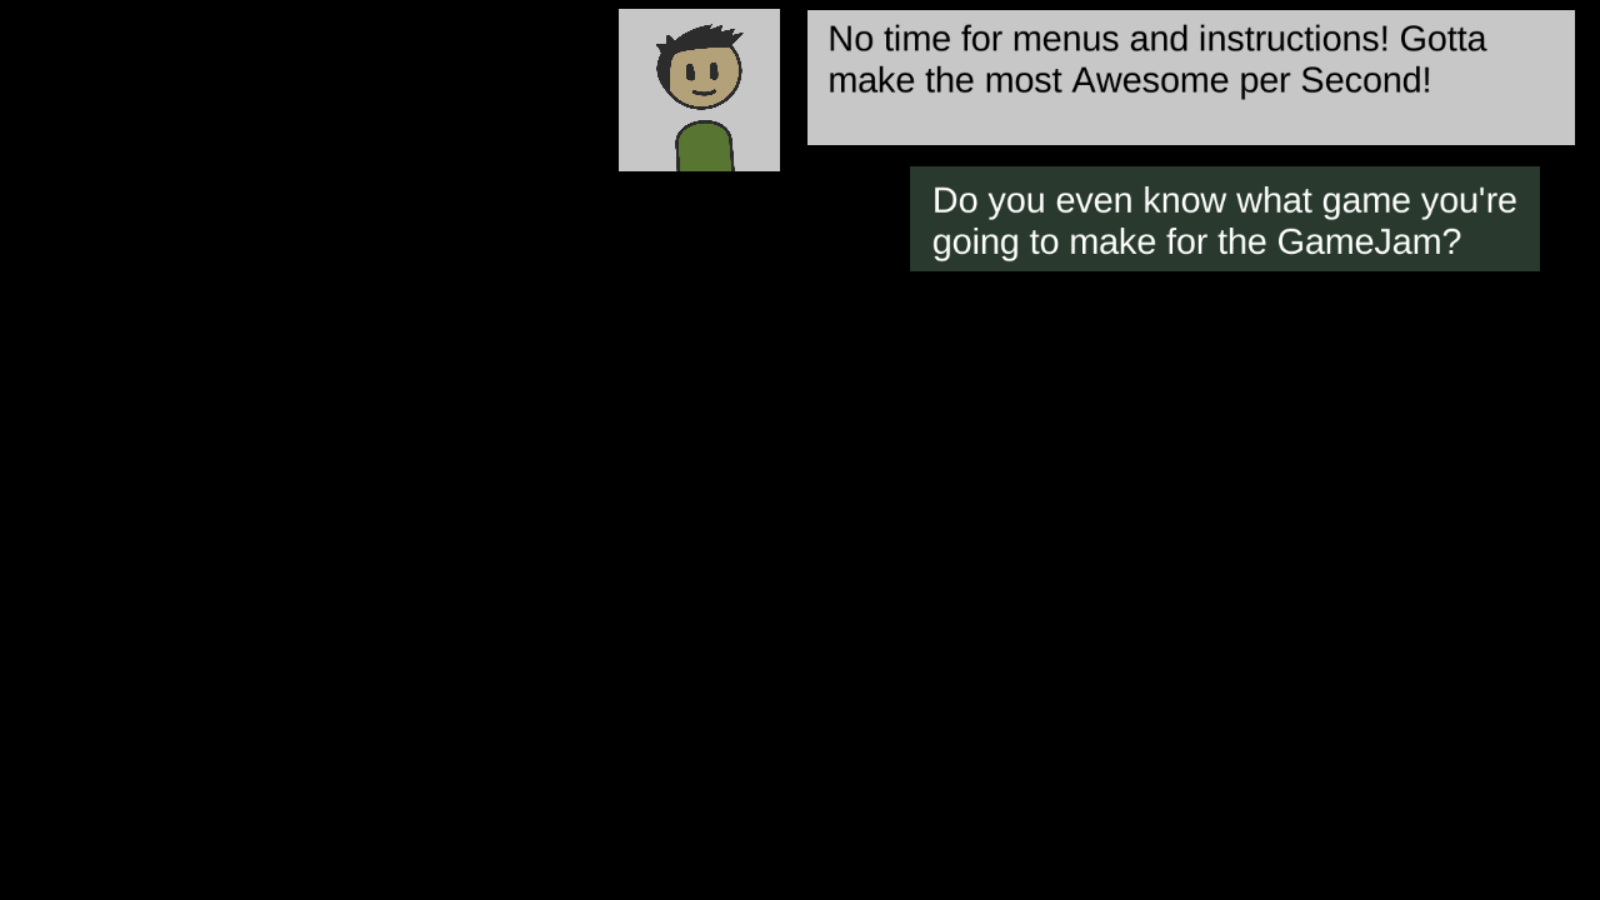 No time for menus and instructions! Gotta
make the most Awesome per Second!
Do you even know what game you're
going to make for the GameJam?